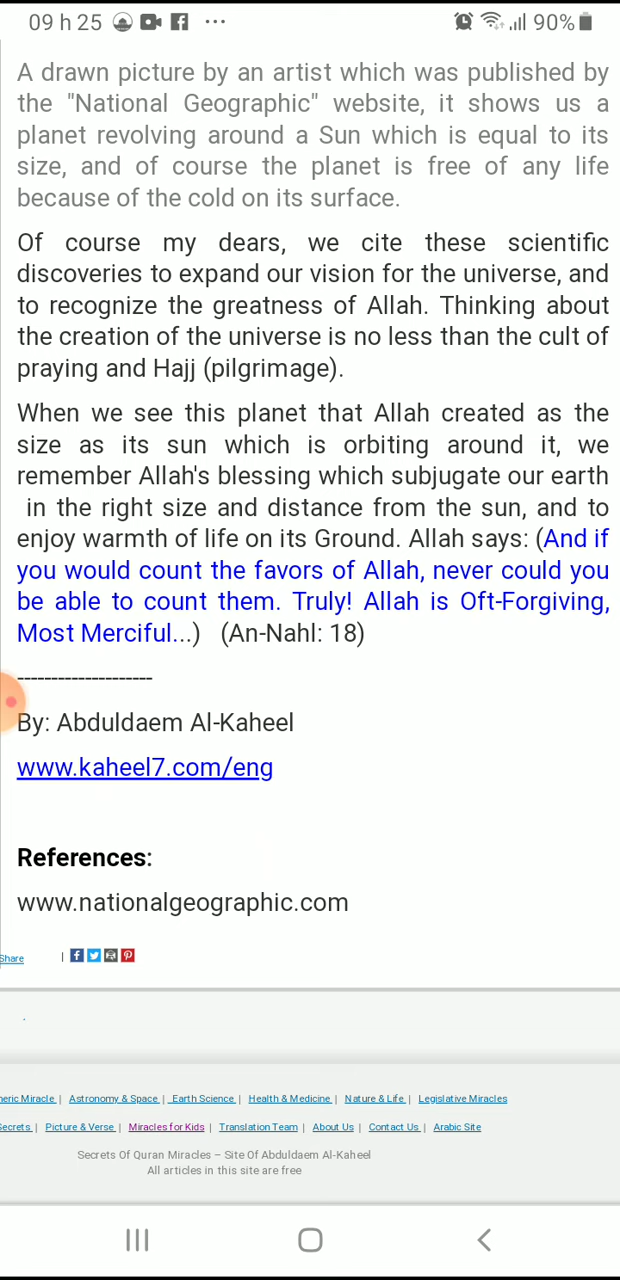 09 h 25 ... 90%
A drawn picture by an artist which was published by
the "National Geographic" website, it shows us a
planet revolving around a Sun which is equal to its
size, and of course the planet is free of any life
because of the cold on its surface.
Of course my dears, we cite these scientific
discoveries to expand our vision for the universe, and
to recognize the greatness of Allah. Thinking about
the creation of the universe is no less than the cult of
praying and Hajj (pilgrimage).
When we see this planet that Allah created as the
size as its sun which is orbiting around it, we
remember Allah's blessing which subjugate our earth
in the right size and distance from the sun, and to
enjoy warmth of life on its Ground. Allah says: (And if
you would count the favors of Allah, never could you
be able to count them. Truly! Allah is Oft-Forgiving,
Most Merciful...) (An-Nahl: 18)
--------------------
By: Abduldaem Al-Kaheel
www.kaheel7.com/eng
References:
www.nationalgeographic.com
Share |
.
neric Miracle | Astronomy & Space | Earth Science | Health & Medicine | Nature & Life | Legislative Miracles
Secrets | Picture & Verse | Miracles for Kids | Translation Team | About Us | Contact Us | Arabic Site
Secrets Of Quran Miracles – Site Of Abduldaem Al-Kaheel
All articles in this site are free